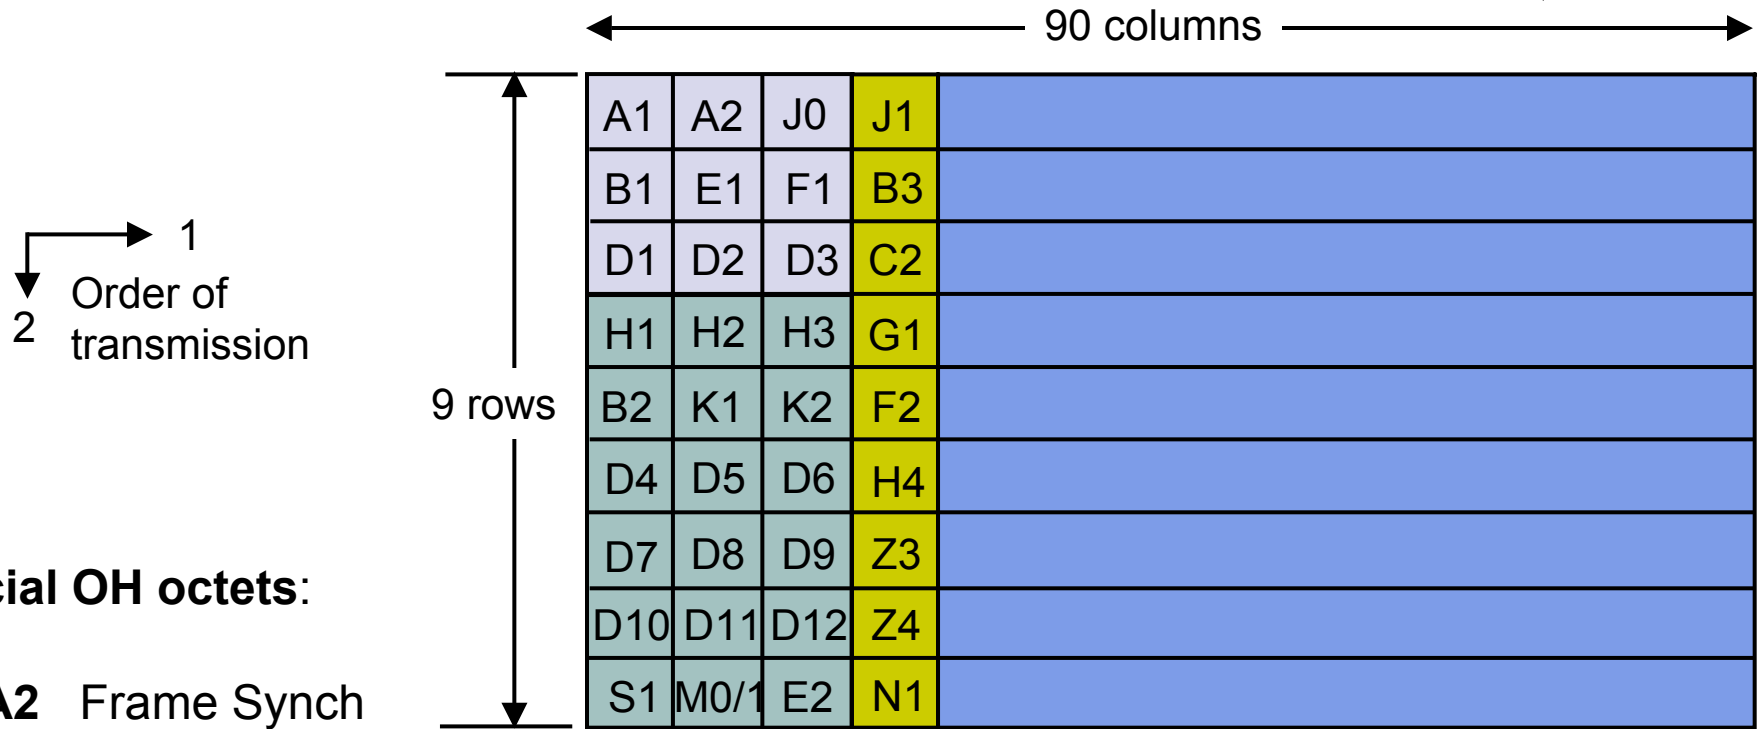 90 columns
A1 A2 J0 J1
B1 E1 F1 B3
1
D1 D2 D3 C2
Order of
2
transmission
H1 H2 H3 G1
9 rows
B2 K1 K2 F2
D4 D5 D6 H4
D7 D8 D9 Z3
cial OH octets:
D10 D11 D12 Z4
A2 Frame Synch
S1 M0/1 E2 N1